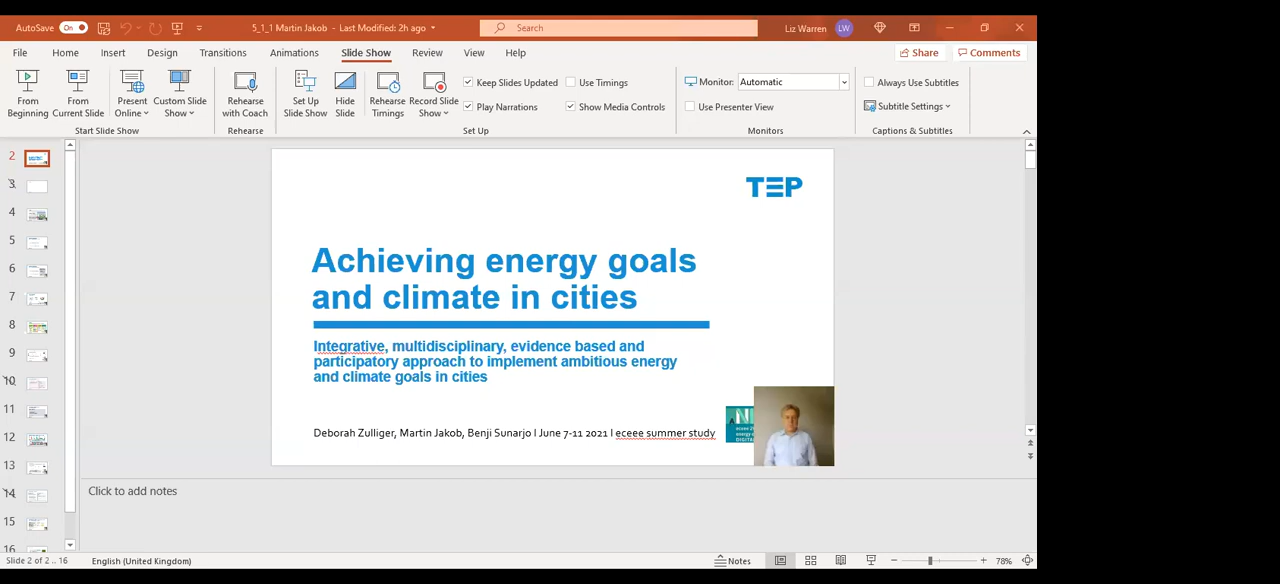 AutoSave On 5_1_1 Martin Jakob - Last Modified: 2h ago Search Liz Warren LW
File Home Insert Design Transitions Animations Slide Show Review View Help Share Comments
From Beginning
From Current Slide
Present Online
Custom Slide Show
Rehearse with Coach
Set Up Slide Show
Hide Slide
Rehearse Timings
Record Slide Show
Keep Slides Updated
Use Timings
Play Narrations
Show Media Controls
Monitor: Automatic
Use Presenter View
Always Use Subtitles
Subtitle Settings
Start Slide Show Rehearse Set Up Monitors Captions & Subtitles
2
3
4
5
6
7
8
9
10
11
12
13
14
15
16
TEP
Achieving energy goals
and climate in cities
Integrative, multidisciplinary, evidence based and
participatory approach to implement ambitious energy
and climate goals in cities
Deborah Zulliger, Martin Jakob, Benji Sunarjo I June 7-11 2021 I eceee summer study
Click to add notes
Slide 2 of 2 .. 16 English (United Kingdom) Notes 78%